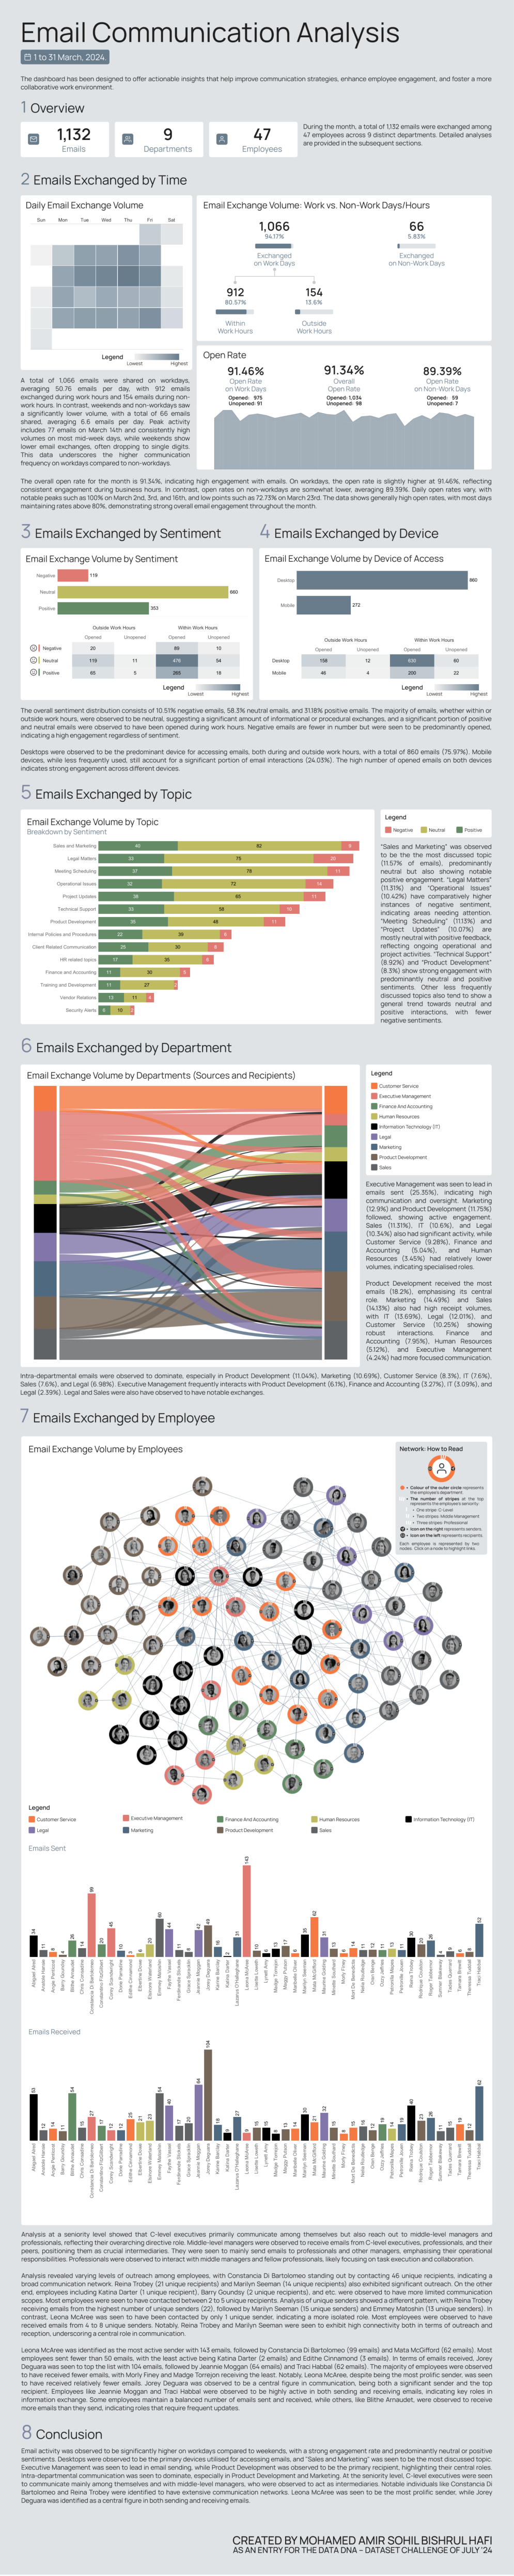 Email Communication Analysis
1 to 31 March, 2024.
The dashboard has been designed to offer actionable insights that help improve communication strategies, enhance employee engagement, and foster a more
collaborative work environment.
1 Overview
1,132
Emails
9
Departments
47
Employees
During the month, a total of 1,132 emails were exchanged among
47 employees across 9 distinct departments. Detailed analyses
are provided in the subsequent sections.
2 Emails Exchanged by Time
Daily Email Exchange Volume
Sun Mon Tue Wed Thu Fri Sat
Legend
Lowest Highest
Email Exchange Volume: Work vs. Non-Work Days/Hours
1,066
94.17%
Exchanged
on Work Days
66
5.83%
Exchanged
on Non-Work Days
912
80.57%
Within
Work Hours
154
13.6%
Outside
Work Hours
Open Rate
91.46%
Open Rate
on Work Days
Opened: 975
Unopened: 91
91.34%
Overall
Open Rate
Opened: 1,034
Unopened: 98
89.39%
Open Rate
on Non-Work Days
Opened: 59
Unopened: 7
A total of 1,066 emails were shared on workdays,
averaging 50.76 emails per day, with 912 emails
exchanged during work hours and 154 emails during non-
work hours. In contrast, weekends and non-workdays saw
a significantly lower volume, with a total of 66 emails
shared, averaging 6.6 emails per day. Peak activity
includes 77 emails on March 14th and consistently high
volumes on most mid-week days, while weekends show
lower email exchanges, often dropping to single digits.
This data underscores the higher communication
frequency on workdays compared to non-workdays.
The overall open rate for the period is 91.34%, indicating high engagement with emails. On workdays, the open rate is slightly higher at 91.46%, reflecting
consistent engagement during business hours. In contrast, open rates on non-workdays are somewhat lower, averaging 89.39%. Daily open rates vary, with
notable peaks such as 100% on March 2nd, 3rd, and 16th, and low points such as 72.73% on March 23rd. The data shows generally high open rates, with most days
maintaining rates above 80%, demonstrating strong overall email engagement throughout the month.
3 Emails Exchanged by Sentiment
Email Exchange Volume by Sentiment
Negative 119
Neutral 660
Positive 353
Outside Work Hours Within Work Hours
Opened Unopened Opened Unopened
Negative 20 89 10
Neutral 119 11 476 54
Positive 65 5 265 18
Legend
Lowest Highest
4 Emails Exchanged by Device
Email Exchange Volume by Device of Access
Desktop 860
Mobile 272
Outside Work Hours Within Work Hours
Opened Unopened Opened Unopened
Desktop 158 12 630 60
Mobile 46 4 200 22
Legend
Lowest Highest
The overall sentiment distribution consists of 10.51% negative emails, 58.3% neutral emails, and 31.18% positive emails. The majority of emails, whether within or
outside work hours, were observed to be neutral, suggesting a significant amount of informational or procedural exchanges, and a significant portion of positive
and neutral emails were observed to have been opened during work hours. Negative emails are fewer in number but were seen to be predominantly opened,
indicating a high engagement regardless of sentiment.
Desktops were observed to be the predominant device for accessing emails, both during and outside work hours, with a total of 860 emails (75.97%). Mobile
devices, while less frequently used, still account for a significant portion of email interactions (24.03%). The high number of opened emails on both devices
indicates strong engagement across different devices.
5 Emails Exchanged by Topic
Email Exchange Volume by Topic
Breakdown by Sentiment
Sales and Marketing 40 82 9
Legal Matters 33 75 20
Meeting Scheduling 37 78 11
Operational Issues 32 72 14
Project Updates 38 65 11
Technical Support 33 58 10
Product Development 35 48 11
Internal Policies and Procedures 22 39 6
Client Related Communication 25 30 8
HR related topics 17 35 5
Finance and Accounting 11 30 5
Training and Development 11 27
Vendor Relations 13 11 4
Security Alerts 6 10
Legend
Negative Neutral Positive
"Sales and Marketing" was observed
to be the the most discussed topic
(11.57% of emails), predominantly
neutral but also showing notable
positive engagement. "Legal Matters"
(11.31%) and "Operational Issues"
(10.42%) have comparatively higher
instances of negative sentiment,
indicating areas needing attention.
"Meeting Scheduling" (11.13%) and
"Project Updates" (10.07%) are
mostly neutral with positive feedback,
reflecting ongoing operational and
project activities. "Technical Support"
(8.92%) and "Product Development"
(8.3%) show strong engagement with
predominantly neutral and positive
sentiments. Other less frequently
discussed topics also tend to show a
general trend towards neutral and
positive interactions, with fewer
negative sentiments.
6 Emails Exchanged by Department
Email Exchange Volume by Departments (Sources and Recipients)
Legend
Customer Service
Executive Management
Finance And Accounting
Human Resources
Information Technology (IT)
Legal
Marketing
Product Development
Sales
Executive Management was seen to lead in
emails sent (25.35%), indicating high
communication and oversight. Marketing
(12.9%) and Product Development (11.75%)
followed, showing active engagement.
Sales (11.31%), IT (10.6%), and Legal
(10.34%) also had significant activity, while
Customer Service (9.28%), Finance and
Accounting (5.04%), and Human
Resources (3.45%) had relatively lower
volumes, indicating specialised roles.
Product Development received the most
emails (18.2%), emphasising its central
role. Marketing (14.49%) and Sales
(14.13%) also had high receipt volumes,
with IT (13.69%), Legal (12.01%), and
Customer Service (10.25%) showing
robust interactions. Finance and
Accounting (7.95%), Human Resources
(5.12%), and Executive Management
(4.24%) had more focused communication.
Intra-departmental emails were observed to dominate, especially in Product Development (11.04%), Marketing (10.69%), Customer Service (8.3%), IT (7.6%),
Sales (7.6%), and Legal (6.98%). Executive Management frequently interacts with Product Development (6.1%), Finance and Accounting (3.27%), IT (3.09%), and
Legal (2.39%). Legal and Sales were also have observed to have notable exchanges.
7 Emails Exchanged by Employee
Email Exchange Volume by Employees
Network: How to Read
Colour of the outer circle represents
the employee's department.
The number of stripes at the top
represents the employee's seniority:
One stripe: C-Level
Two stripes: Middle Management
Three stripes: Professional
Icon on the right represents senders.
Icon on the left represents recipients.
Each employee is represented by two
nodes. Click on a node to highlight links.
Legend
Customer Service Executive Management Finance And Accounting Human Resources Information Technology (IT)
Legal Marketing Product Development Sales
Emails Sent
Emails Received
Analysis at a seniority level showed that C-level executives primarily communicate among themselves but also reach out to middle-level managers and
professionals, reflecting their overarching directive role. Middle-level managers were observed to receive emails from C-level executives, professionals, and their
peers, positioning them as crucial intermediaries. They were seen to mainly send emails to professionals and other managers, emphasising their operational
responsibilities. Professionals were observed to interact with middle managers and fellow professionals, likely focusing on task execution and collaboration.
Analysis revealed varying levels of outreach among employees, with Constancia Di Bartolomeo standing out by contacting 46 unique recipients, indicating a
broad communication network. Reina Trobey (21 unique recipients) and Marilyn Seeman (14 unique recipients) also exhibited significant outreach. On the other
end, employees including Katina Darter (1 unique recipient), Barry Goundsy (2 unique recipients), and etc. were observed to have more limited communication
scopes. Most employees were seen to have contacted between 2 to 5 unique recipients. Analysis of unique senders showed a different trend, with Reina Trobey
receiving emails from the highest number of unique senders (22), followed by Marilyn Seeman (15 unique senders) and Emmey Matashin (13 unique senders). In
contrast, Leona McAree was seen to have been contacted by only 1 unique sender, indicating a more isolated role. Most employees were observed to have
received emails from 4 to 8 unique senders. Notably, Reina Trobey and Marilyn Seeman were seen to exhibit high connectivity both in terms of outreach and
reception, underscoring a central role in communication.
Leona McAree was identified as the most active sender with 143 emails, followed by Constancia Di Bartolomeo (99 emails) and Mata McGifford (62 emails). Most
employees sent fewer than 50 emails, with the least active being Katina Darter (2 emails) and Edithe Cinnamond (3 emails). In terms of emails received, Jorey
Deguara was seen to top the list with 104 emails, followed by Jeannie Moggan (64 emails) and Traci Habbal (62 emails). The majority of employees were observed
to have received fewer emails, with Morly Finey and Madge Torrejon receiving the least. Notably, Leona McAree, despite being the most prolific sender, was seen
to have received relatively fewer emails. Jorey Deguara was observed to be a central figure in communication, being both a significant sender and the top
recipient. Employees like Jeannie Moggan and Traci Habbal were observed to be highly active in both sending and receiving emails, indicating key roles in
information exchange. Some employees maintain a balanced number of emails sent and received, while others, like Blithe Arnaudet, were observed to receive
more emails than they send, indicating roles that require frequent updates.
8 Conclusion
Email activity was observed to be significantly higher on workdays compared to weekends, with a strong engagement rate and predominantly neutral or positive
sentiments. Desktops were observed to be the primary devices utilised for accessing emails, and "Sales and Marketing" was seen to be the most discussed topic.
Executive Management was seen to lead in email sending, while Product Development was observed to be the primary recipient, highlighting their central roles.
Intra-departmental communication was seen to dominate, especially in Product Development and Marketing. At the seniority level, C-level executives were seen
to communicate mainly among themselves and with middle-level managers, who were observed to act as intermediaries. Notable individuals like Constancia Di
Bartolomeo and Reina Trobey were identified to have extensive communication networks. Leona McAree was seen to be the most prolific sender, while Jorey
Deguara was identified as a central figure in both sending and receiving emails.
CREATED BY MOHAMED AMIR SOHIL BISHRUL HAFI
AS AN ENTRY FOR THE DATA DNA – DATASET CHALLENGE OF JULY '24